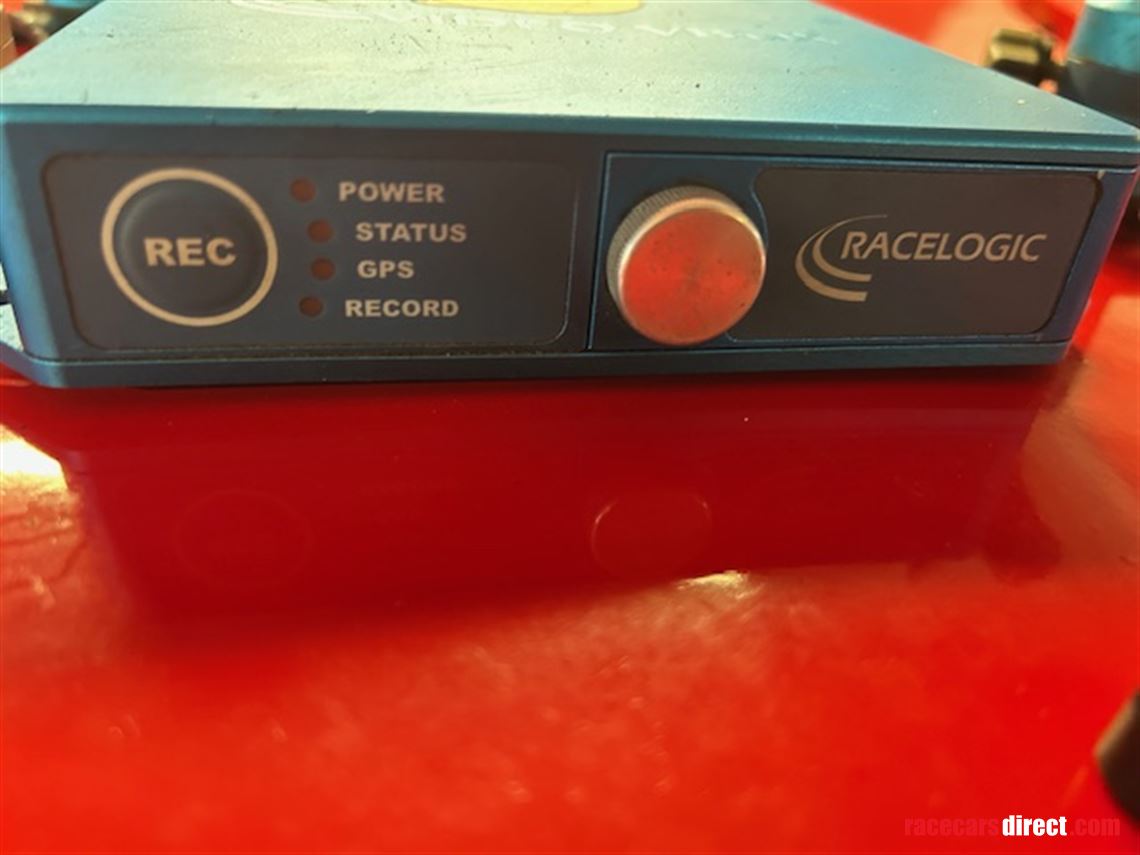 REC
POWER
STATUS
GPS
RECORD
RACELOGIC
racecarsdirect.com